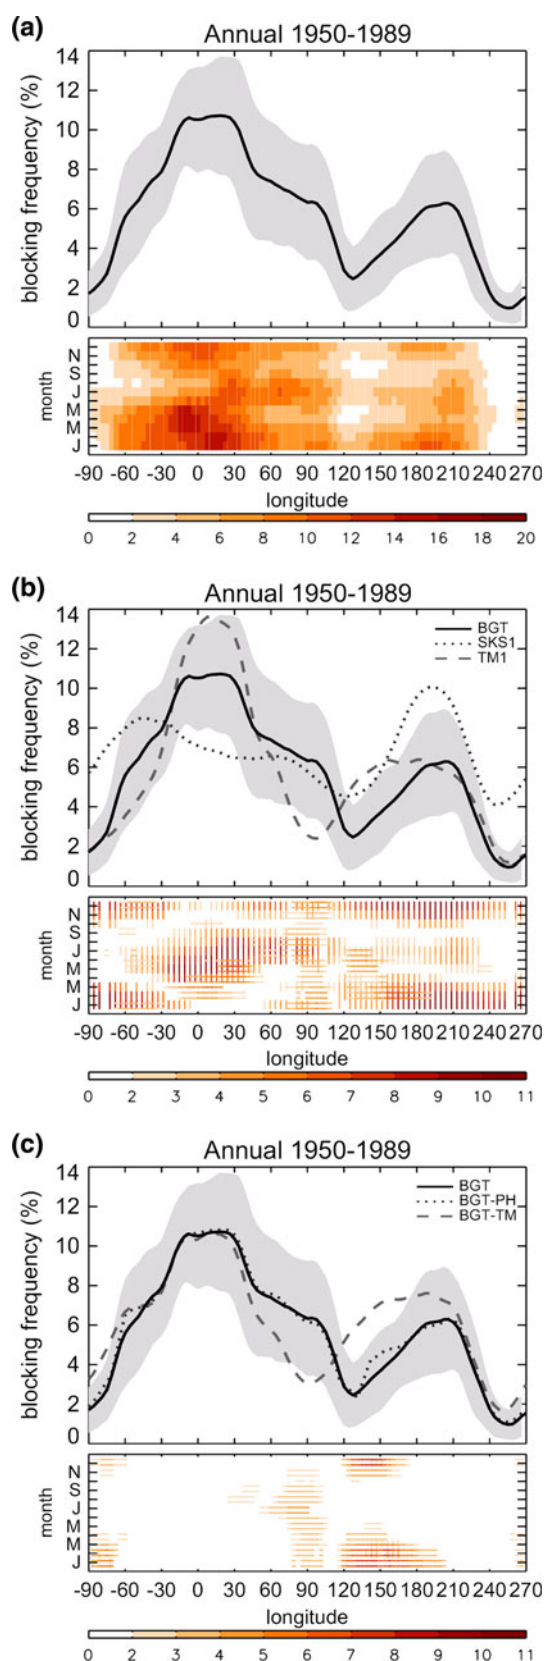 (a)
Annual 1950-1989
blocking frequency (%)
14
12
10
8
6
4
2
0
month
N
S
J
M
M
J
-90 -60 -30 0 30 60 90 120 150 180 210 240 270
longitude
0 2 4 6 8 10 12 14 16 18 20
(b)
Annual 1950-1989
blocking frequency (%)
14
12
10
8
6
4
2
0
BGT
SKS1
TM1
month
N
S
J
M
M
J
-90 -60 -30 0 30 60 90 120 150 180 210 240 270
longitude
0 2 3 4 5 6 7 8 9 10 11
(c)
Annual 1950-1989
blocking frequency (%)
14
12
10
8
6
4
2
0
BGT
BGT-PH
BGT-TM
month
N
S
J
M
M
J
-90 -60 -30 0 30 60 90 120 150 180 210 240 270
longitude
0 2 3 4 5 6 7 8 9 10 11